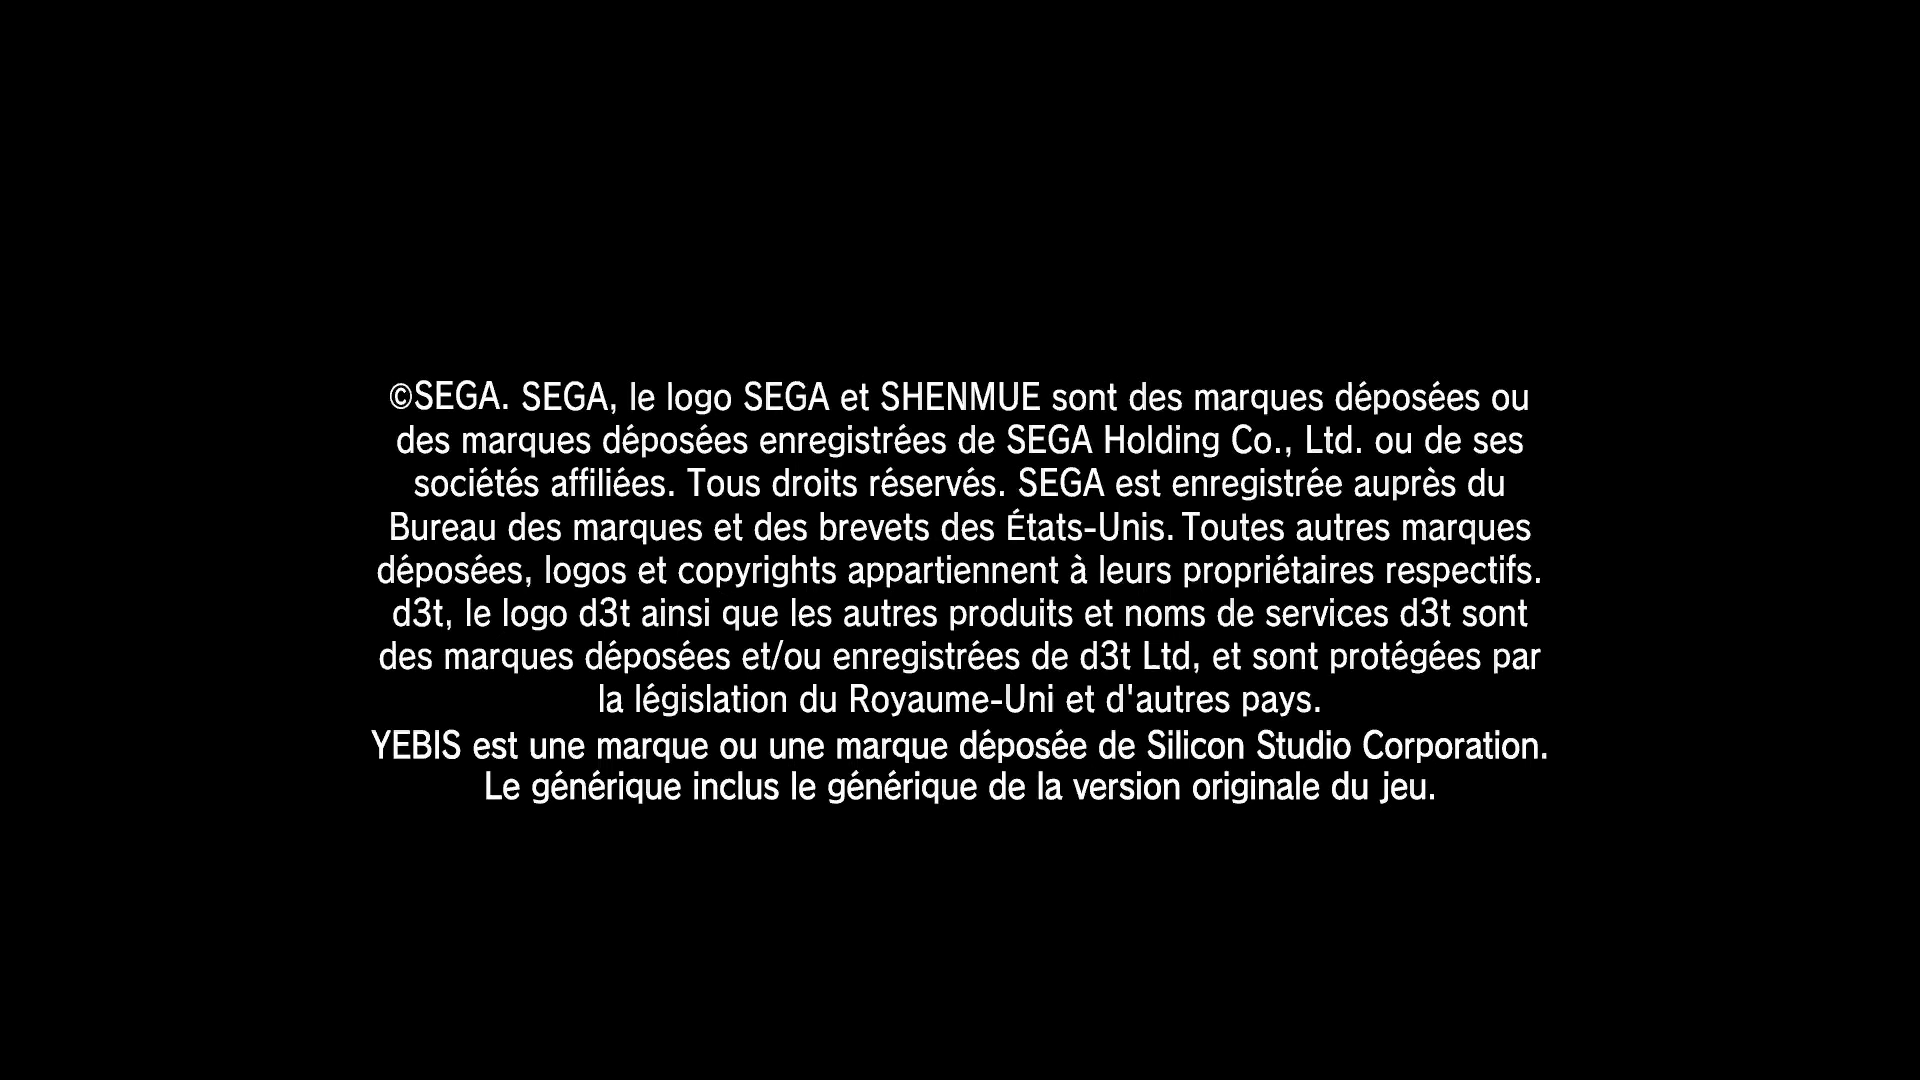 ©SEGA. SEGA, le logo SEGA et SHENMUE sont des marques déposées ou
des marques déposées enregistrées de SEGA Holding Co., Ltd. ou de ses
sociétés affiliées. Tous droits réservés. SEGA est enregistrée auprès du
Bureau des marques et des brevets des États-Unis. Toutes autres marques
déposées, logos et copyrights appartiennent à leurs propriétaires respectifs.
d3t, le logo d3t ainsi que les autres produits et noms de services d3t sont
des marques déposées et/ou enregistrées de d3t Ltd, et sont protégées par
la législation du Royaume-Uni et d'autres pays.
YEBIS est une marque ou une marque déposée de Silicon Studio Corporation.
Le générique inclus le générique de la version originale du jeu.